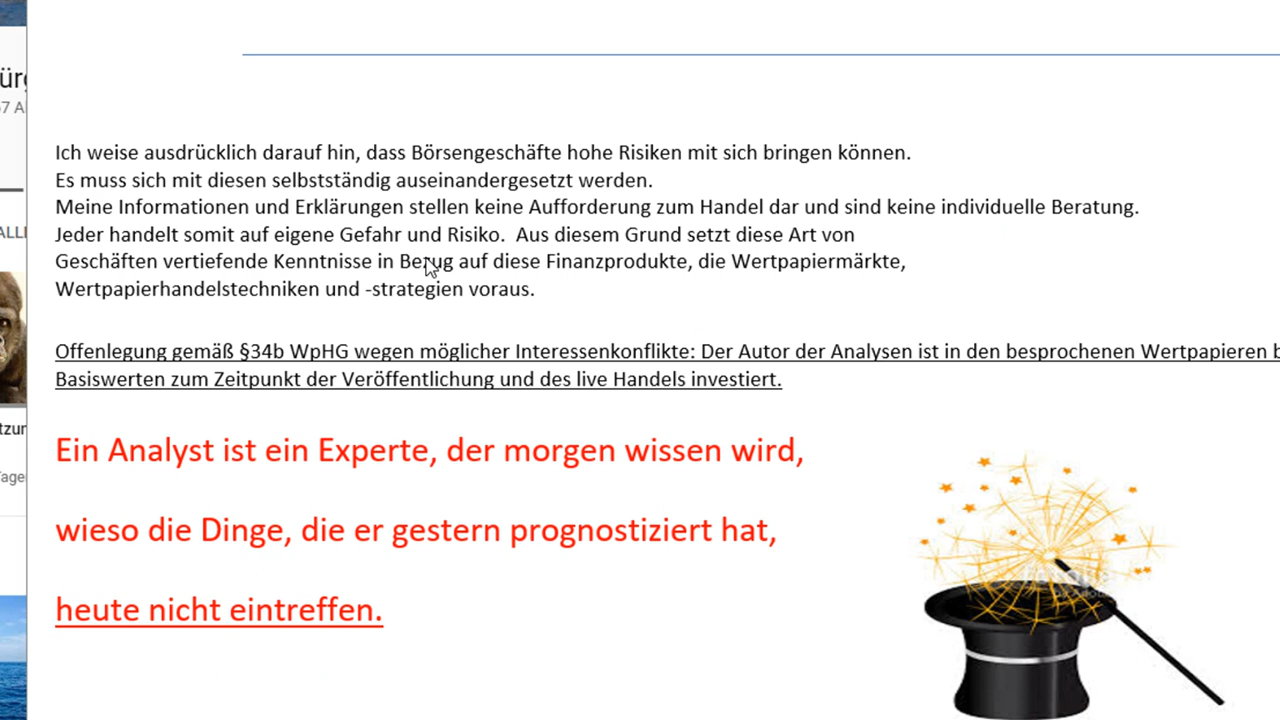 Ich weise ausdrücklich darauf hin, dass Börsengeschäfte hohe Risiken mit sich bringen können.
Es muss sich mit diesen selbstständig auseinandergesetzt werden.
Meine Informationen und Erklärungen stellen keine Aufforderung zum Handel dar und sind keine individuelle Beratung.
Jeder handelt somit auf eigene Gefahr und Risiko. Aus diesem Grund setzt diese Art von
Geschäften vertiefende Kenntnisse in Bezug auf diese Finanzprodukte, die Wertpapiermärkte,
Wertpapierhandelstechniken und -strategien voraus.
Offenlegung gemäß §34b WpHG wegen möglicher Interessenkonflikte: Der Autor der Analysen ist in den besprochenen Wertpapieren
Basiswerten zum Zeitpunkt der Veröffentlichung und des live Handels investiert.
Ein Analyst ist ein Experte, der morgen wissen wird,
wieso die Dinge, die er gestern prognostiziert hat,
heute nicht eintreffen.